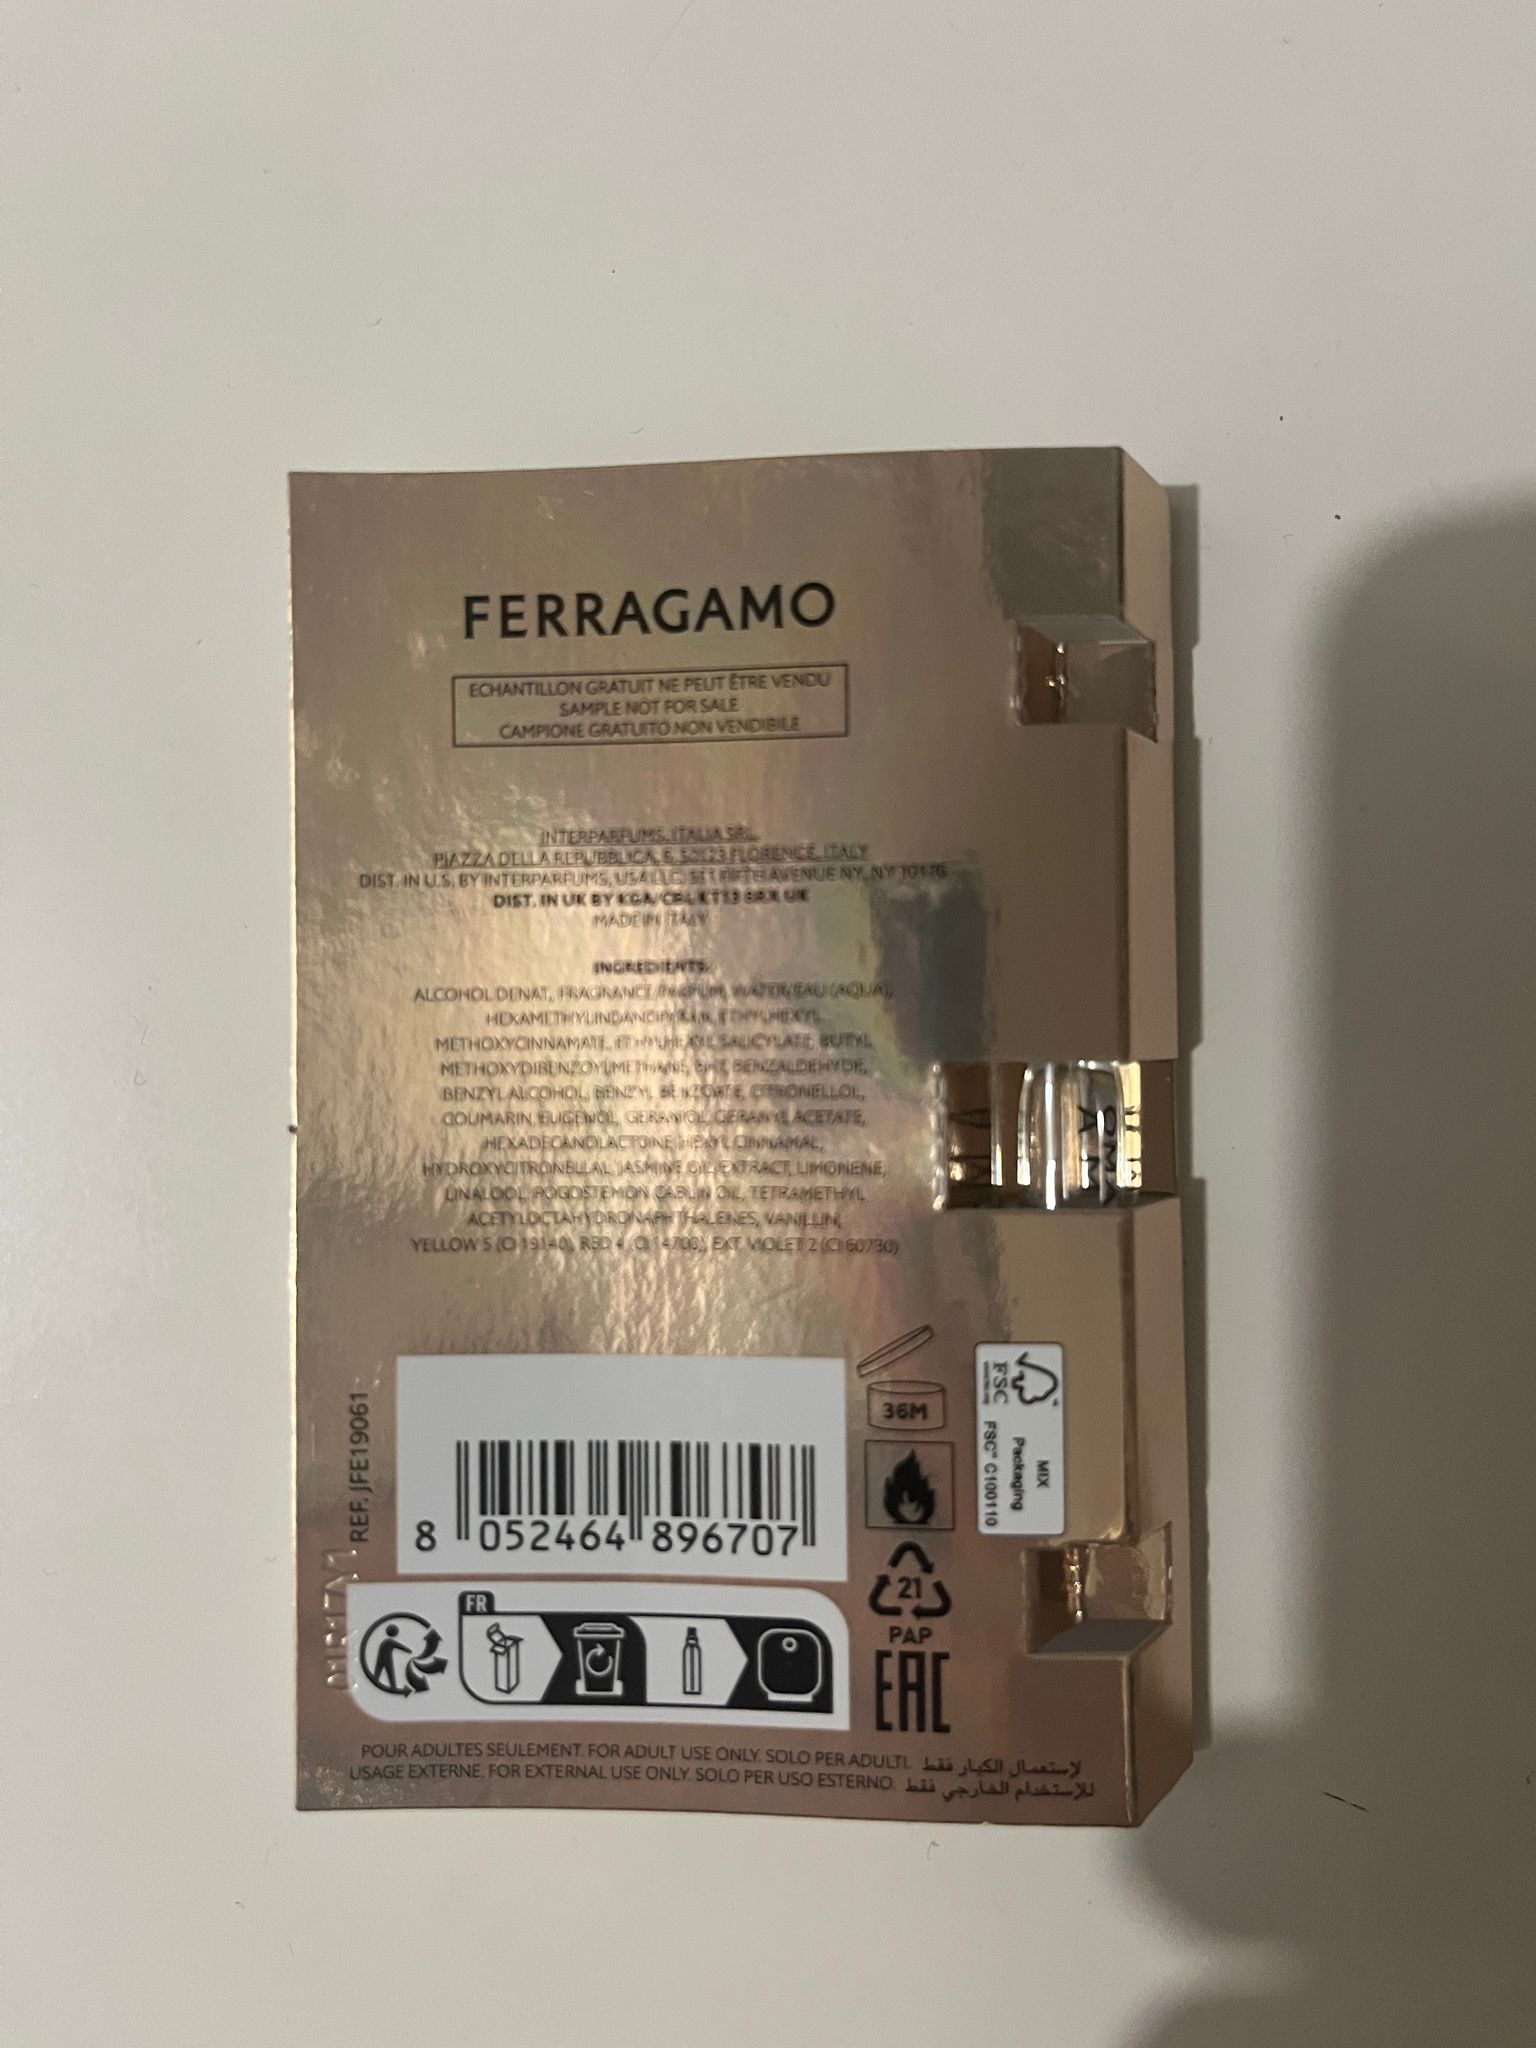 FERRAGAMO
ECHANTILLON GRATUIT NE PEUT ÊTRE VENDU
SAMPLE NOT FOR SALE
CAMPIONE GRATUITO NON VENDIBILE
INTERPARFUMS, ITALIA SRL,
PIAZZA DELLA REPUBBLICA, 6, 50123 FLORENCE, ITALY
DIST. IN U.S. BY INTERPARFUMS, USA LLC, 551 FIFTH AVENUE NY, NY 10176
DIST. IN UK BY
MADE IN ITALY
INGREDIENTS:
ALCOHOL DENAT., FRAGRANCE/PARFUM, WATER/EAU (AQUA),
HEXAMETHYLINDANOPYRAN, ETHYLHEXYL
METHOXYCINNAMATE, ETHYLHEXYL SALICYLATE, BUTYL
METHOXYDIBENZOYLMETHANE, BHT, BENZALDEHYDE,
BENZYL ALCOHOL, BENZYL BENZOATE, CITRONELLOL,
COUMARIN, EUGENOL, GERANIOL, GERANYL ACETATE,
HEXADECANOLACTONE, HEXYL CINNAMAL,
HYDROXYCITRONELLAL, JASMINE OIL/EXTRACT, LIMONENE,
LINALOOL, POGOSTEMON CABLIN OIL, TETRAMETHYL
ACETYLOCTAHYDRONAPHTHALENES, VANILLIN,
YELLOW 5 (CI 19140), RED 4 (CI 14700), EXT. VIOLET 2 (CI 60730)
REF. JFE19061
8 052464 896707
36M
FSC
MIX
Packaging
FSC™ C100110
21
PAP
EAC
FR
POUR ADULTES SEULEMENT. FOR ADULT USE ONLY. SOLO PER ADULTI. لإستعمال الكبار فقط
USAGE EXTERNE. FOR EXTERNAL USE ONLY. SOLO PER USO ESTERNO. للإستخدام الخارجي فقط